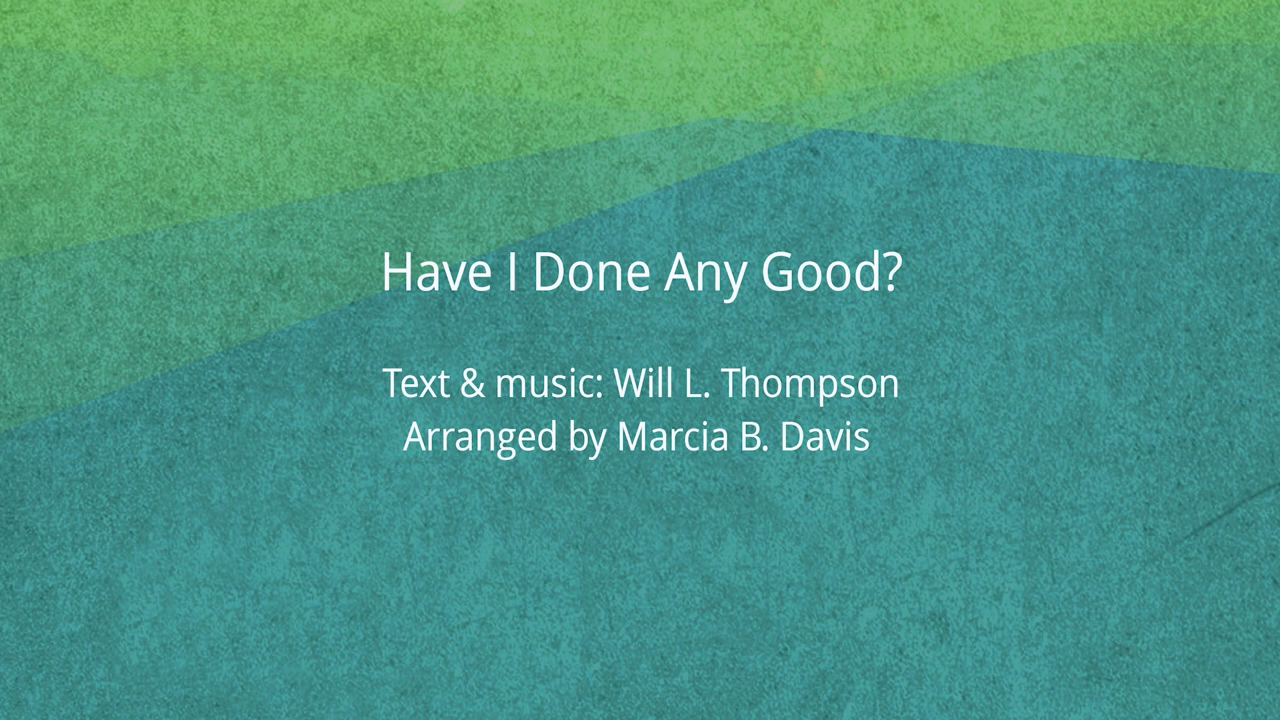 Have I Done Any Good?
Text & music: Will L. Thompson
Arranged by Marcia B. Davis